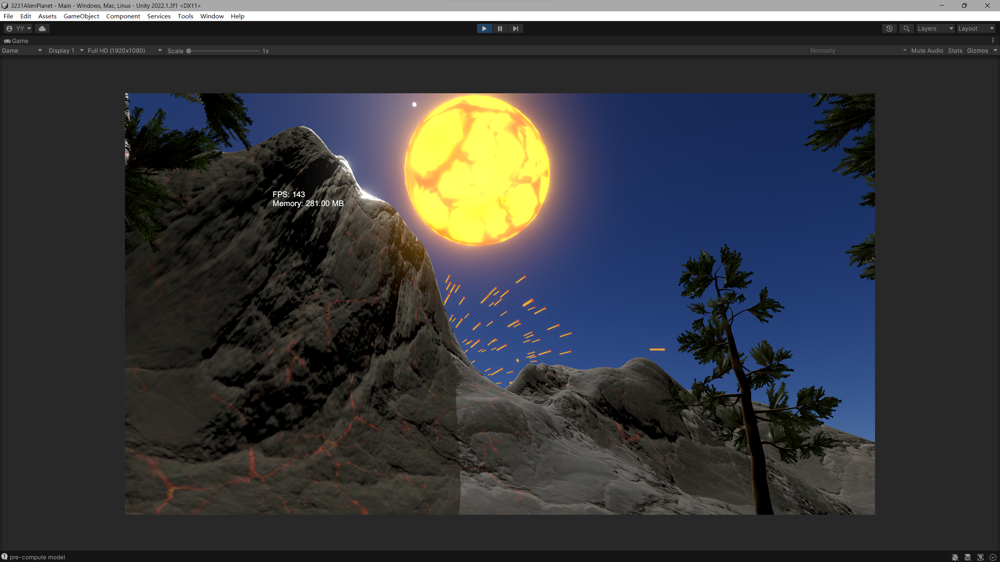 3231AlienPlanet - Main - Windows, Mac, Linux - Unity 2022.1.3f1 <DX11>
File Edit Assets GameObject Component Services Tools Window Help
YY Layers Layout
Game
Game Display 1 Full HD (1920x1080) Scale 1x Normally Mute Audio Stats Gizmos
FPS: 143
Memory: 281.00 MB
pre-compute model